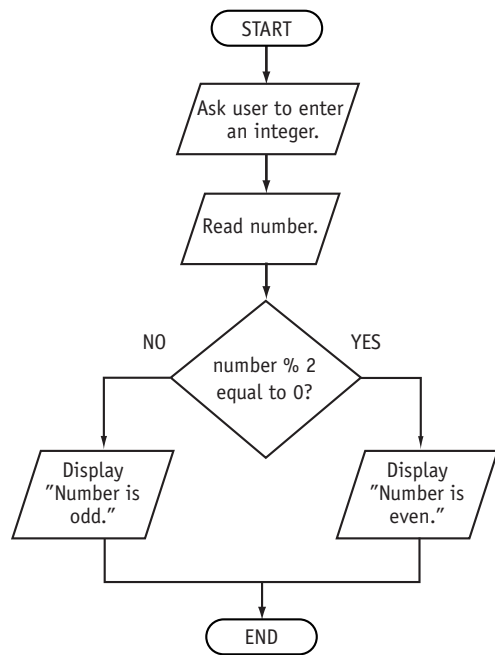 START
Ask user to enter
an integer.
Read number.
NO
YES
number % 2
equal to 0?
Display
"Number is
odd."
Display
"Number is
even."
END